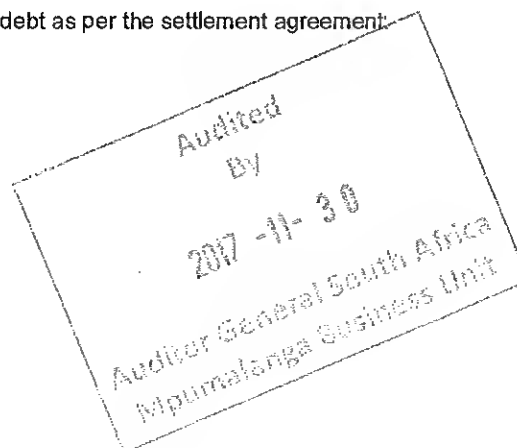 debt as per the settlement agreement:
Audited
By
2017 -11- 30
Auditor General South Africa
Mpumalanga Business Unit